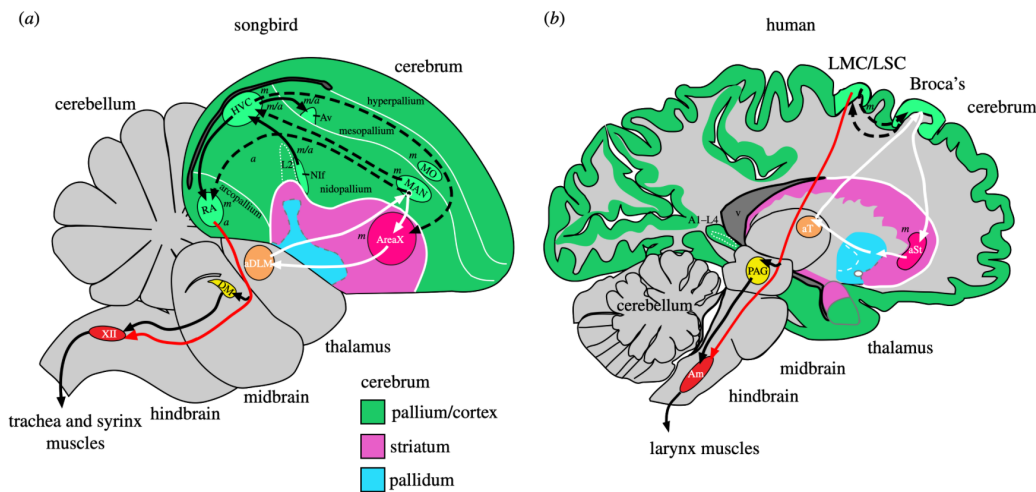 (a)
songbird
cerebellum
cerebrum
HVC
m
m/a
m/a
Av
hyperpallium
mesopallium
a
m/a
L2
NIf
nidopallium
m
MO
m
MAN
arcopallium
RA
m
a
m
AreaX
aDLM
DM
XII
thalamus
midbrain
hindbrain
trachea and syrinx
muscles
cerebrum
pallium/cortex
striatum
pallidum
(b)
human
LMC/LSC
Broca's
cerebrum
m
A1–L4
v
aT
m
aSt
PAG
cerebellum
Am
thalamus
midbrain
hindbrain
larynx muscles